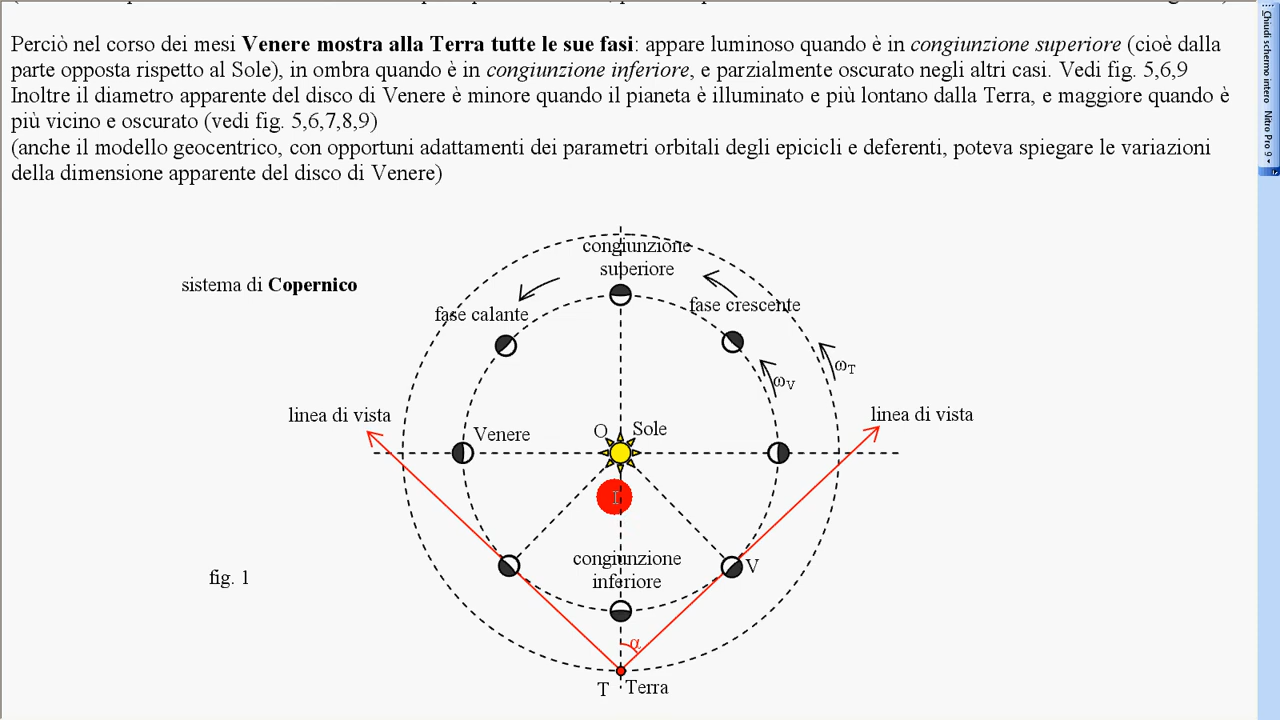 Perciò nel corso dei mesi Venere mostra alla Terra tutte le sue fasi: appare luminoso quando è in congiunzione superiore (cioè dalla
parte opposta rispetto al Sole), in ombra quando è in congiunzione inferiore, e parzialmente oscurato negli altri casi. Vedi fig. 5,6,9
Inoltre il diametro apparente del disco di Venere è minore quando il pianeta è illuminato e più lontano dalla Terra, e maggiore quando è
più vicino e oscurato (vedi fig. 5,6,7,8,9)
(anche il modello geocentrico, con opportuni adattamenti dei parametri orbitali degli epicicli e deferenti, poteva spiegare le variazioni
della dimensione apparente del disco di Venere)
congiunzione
superiore
sistema di Copernico
fase calante
fase crescente
ωT
ωV
linea di vista
linea di vista
Venere
O
Sole
congiunzione
inferiore
V
fig. 1
α
T
Terra
Chiudi schermo intero
Nitro Pro 9